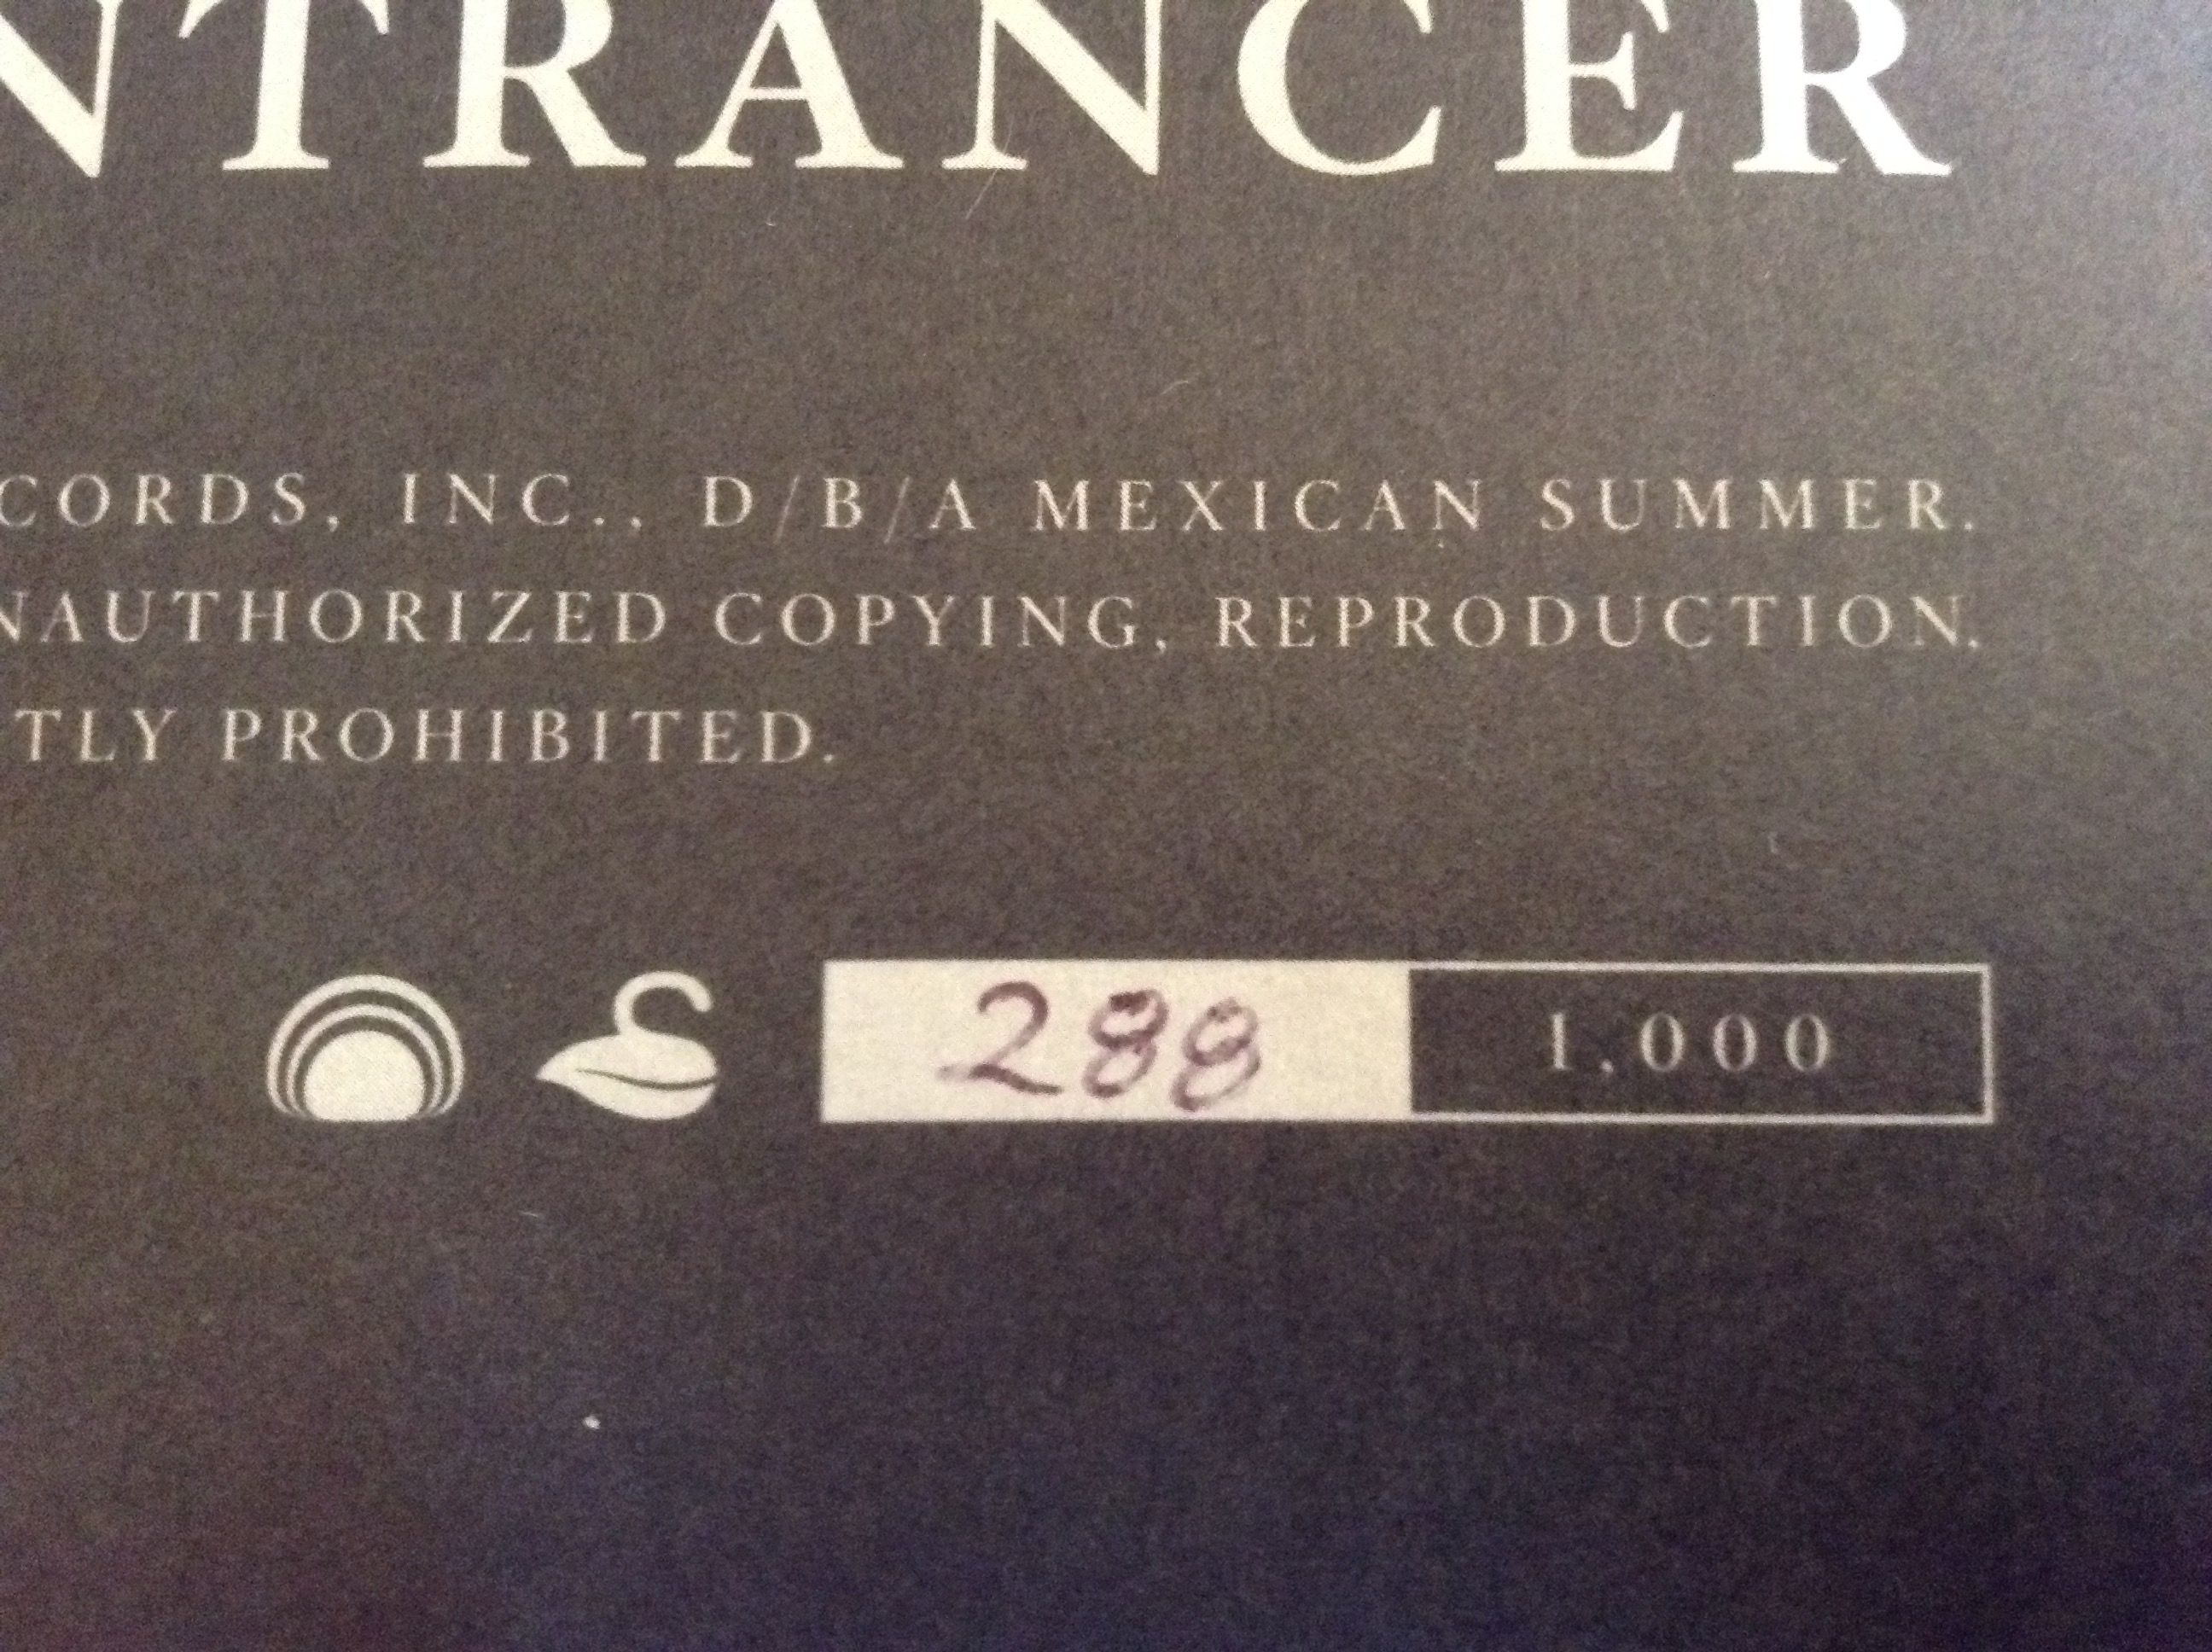 NTRANCER
CORDS, INC., D/B/A MEXICAN SUMMER.
NAUTHORIZED COPYING, REPRODUCTION,
TLY PROHIBITED.
288 1,000